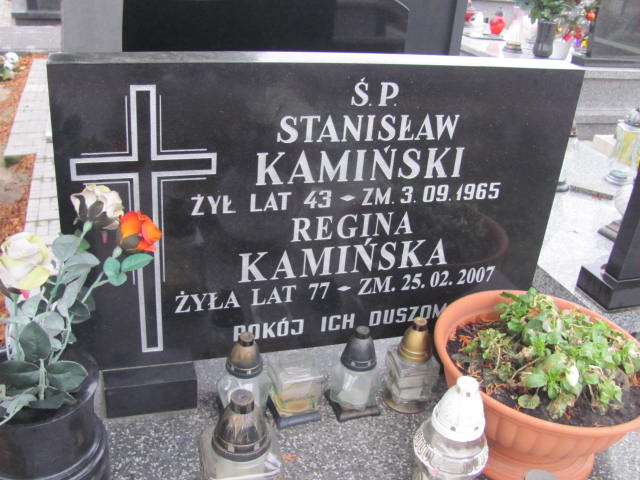 Ś.P.
STANISŁAW
KAMIŃSKI
ŻYŁ LAT 43 - ZM. 3.09.1965
REGINA
KAMIŃSKA
ŻYŁA LAT 77 - ZM. 25.02.2007
POKÓJ ICH DUSZOM